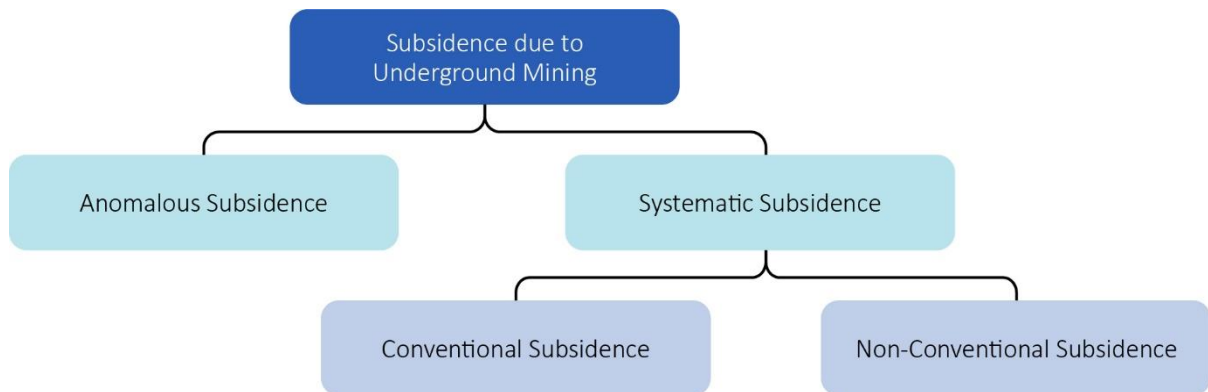 Subsidence due to
Underground Mining
Anomalous Subsidence
Systematic Subsidence
Conventional Subsidence
Non-Conventional Subsidence